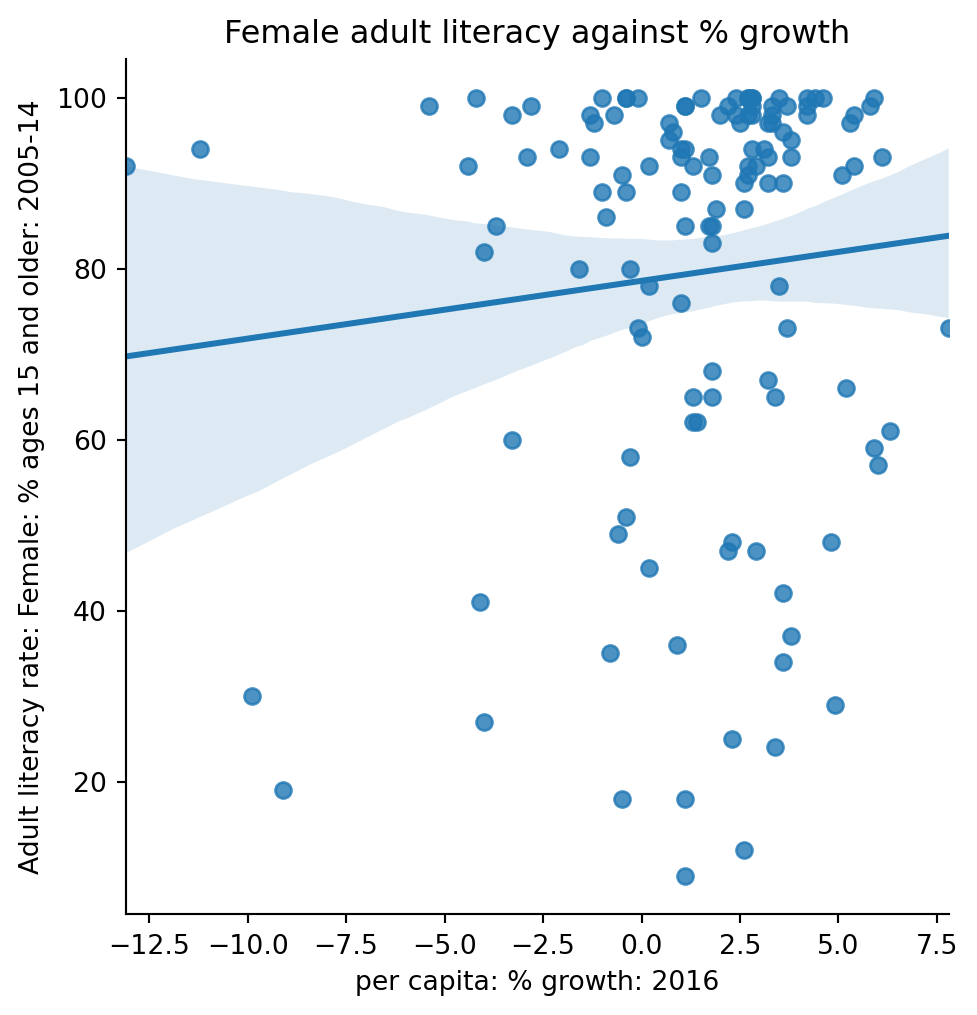 Female adult literacy against % growth
Adult literacy rate: Female: % ages 15 and older: 2005-14
100
80
60
40
20
−12.5 −10.0 −7.5 −5.0 −2.5 0.0 2.5 5.0 7.5
per capita: % growth: 2016